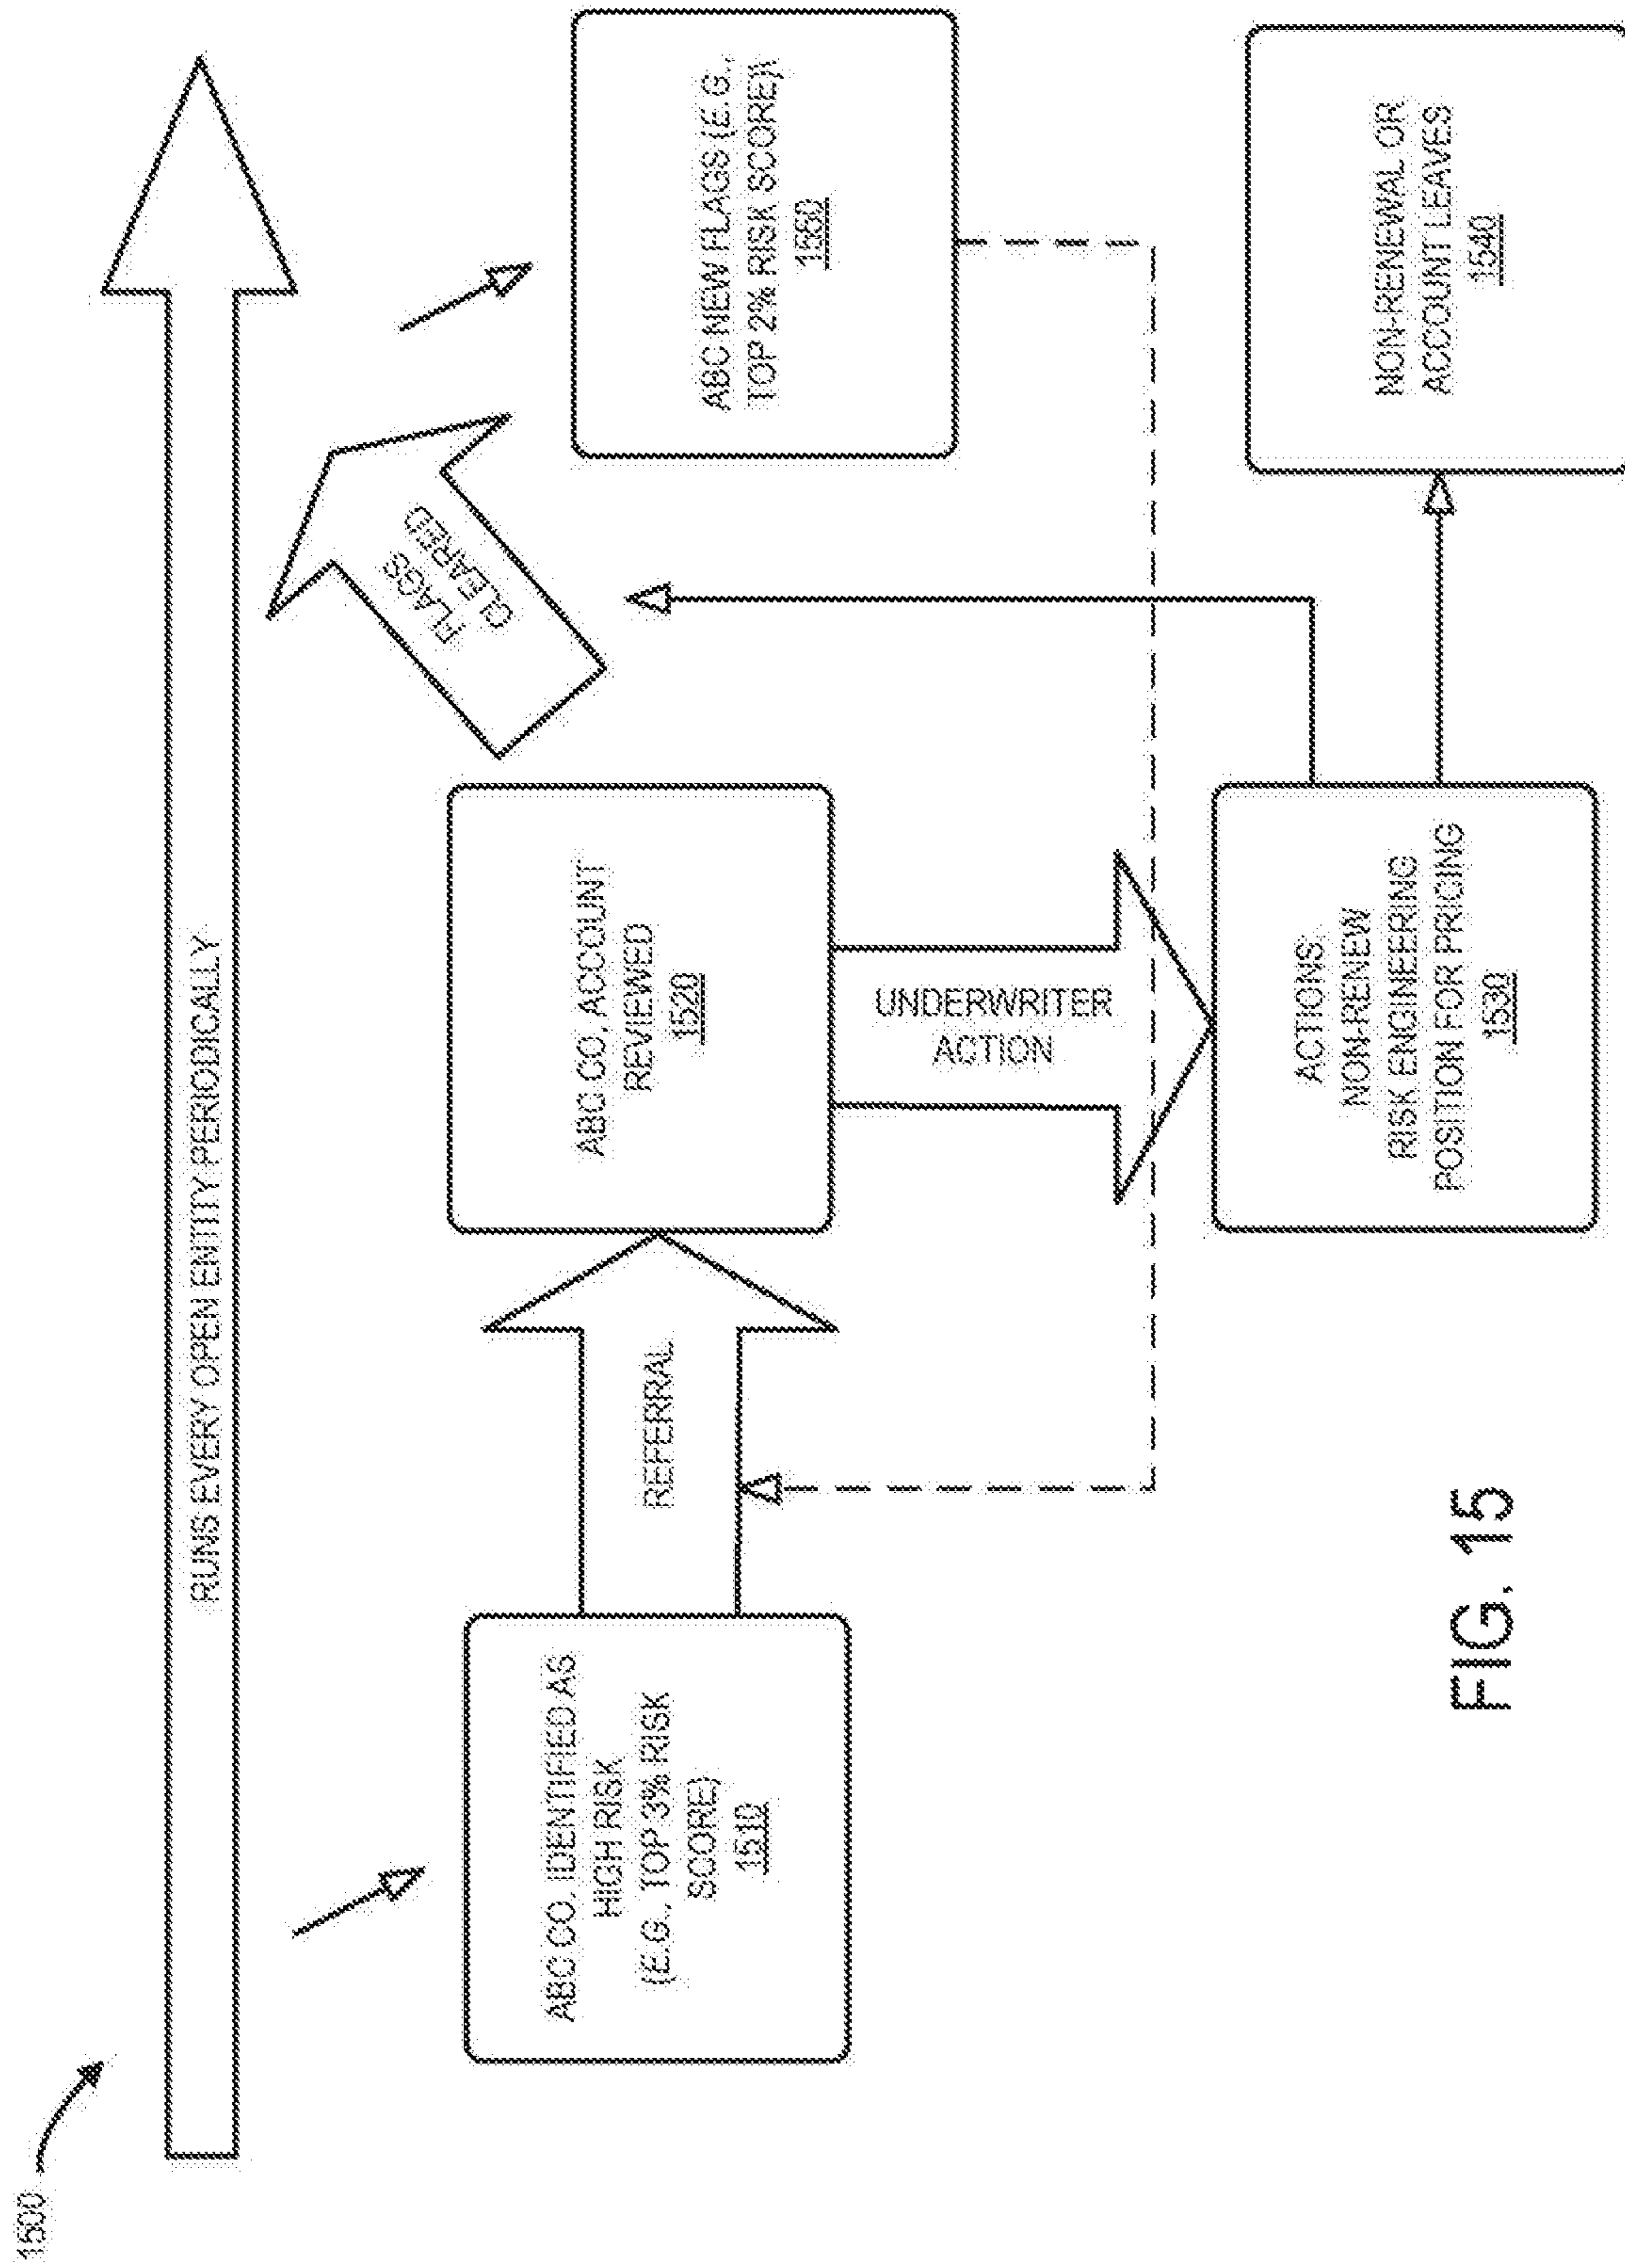 1500
RUNS EVERY OPEN ENTITY PERIODICALLY
ABC CO. IDENTIFIED AS
HIGH RISK
(E.G., TOP 3% RISK
SCORE)
1510
REFERRAL
ABC CO. ACCOUNT
REVIEWED
1520
FLAGS
CLEARED
ABC NEW FLAGS (E.G.,
TOP 2% RISK SCORE)\
1560
UNDERWRITER
ACTION
ACTIONS:
NON-RENEW
RISK ENGINEERING
POSITION FOR PRICING
1530
NON-RENEWAL OR
ACCOUNT LEAVES
1540
FIG. 15